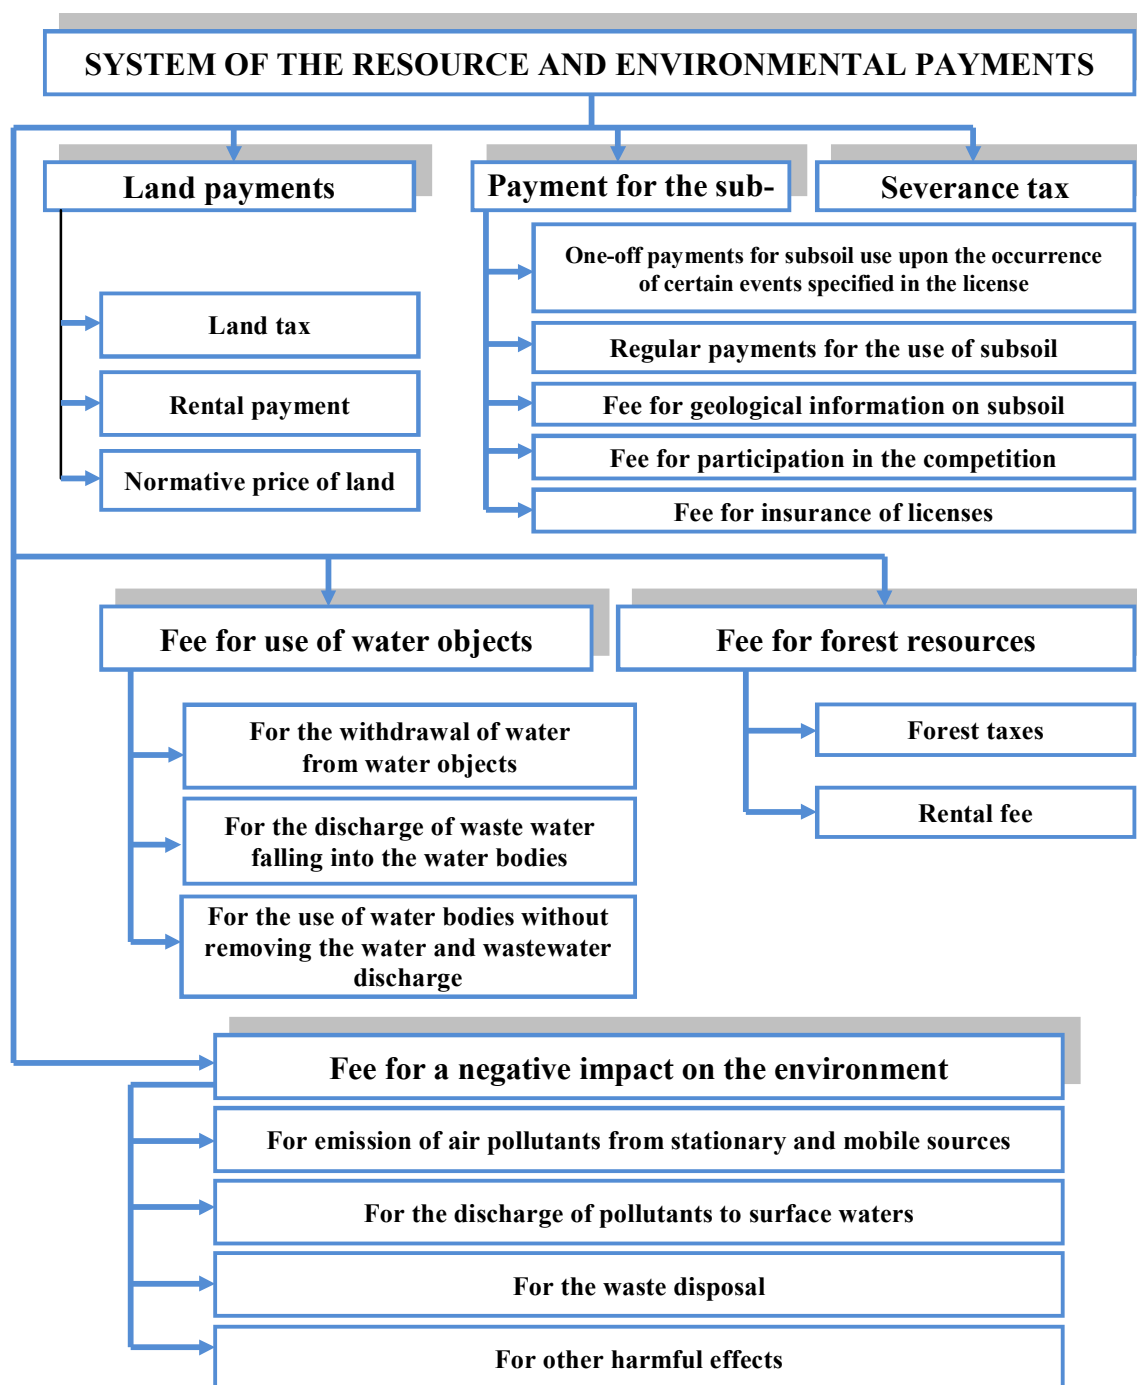 SYSTEM OF THE RESOURCE AND ENVIRONMENTAL PAYMENTS
Land payments
Payment for the sub-
Severance tax
One-off payments for subsoil use upon the occurrence
of certain events specified in the license
Regular payments for the use of subsoil
Fee for geological information on subsoil
Fee for participation in the competition
Fee for insurance of licenses
Land tax
Rental payment
Normative price of land
Fee for use of water objects
Fee for forest resources
For the withdrawal of water
from water objects
For the discharge of waste water
falling into the water bodies
For the use of water bodies without
removing the water and wastewater
discharge
Forest taxes
Rental fee
Fee for a negative impact on the environment
For emission of air pollutants from stationary and mobile sources
For the discharge of pollutants to surface waters
For the waste disposal
For other harmful effects